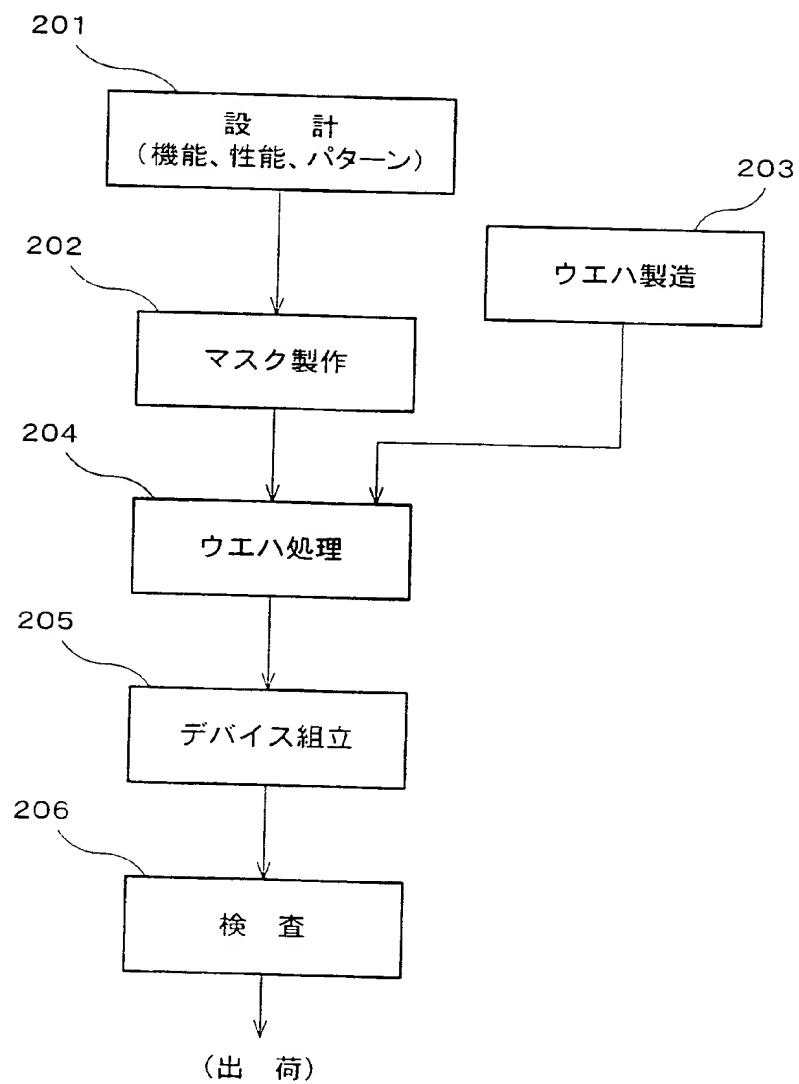 201
設 計
(機能、性能、パターン)
203
ウエハ製造
202
マスク製作
204
ウエハ処理
205
デバイス組立
206
検 査
(出 荷)